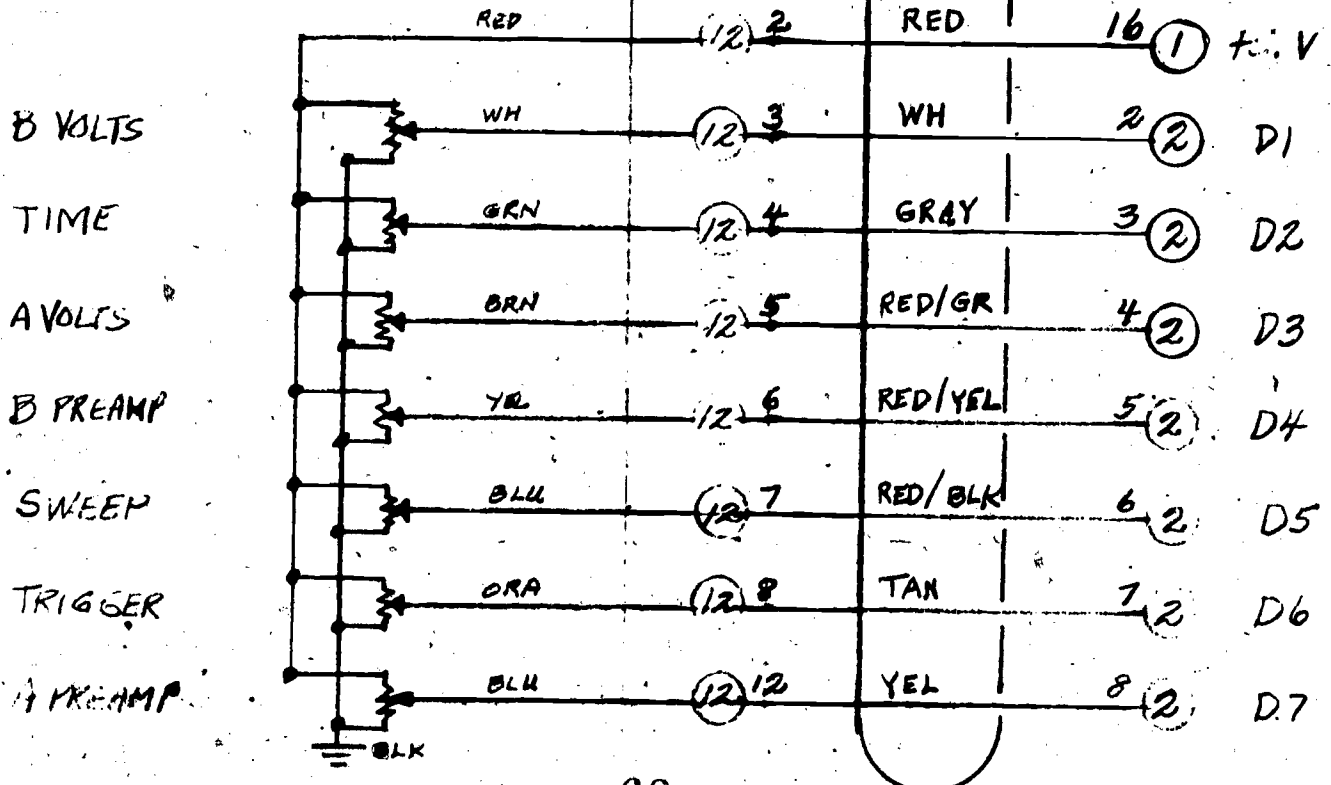 RED 12 2 RED 16 1 V
B VOLTS WH 12 3 WH 2 2 D1
TIME GRN 12 4 GRAY 3 2 D2
A VOLTS BRN 12 5 RED/GR 4 2 D3
B PREAMP YEL 12 6 RED/YEL 5 2 D4
SWEEP BLU 12 7 RED/BLK 6 2 D5
TRIGGER ORA 12 8 TAN 7 2 D6
A PREAMP BLU 12 12 YEL 8 2 D7
BLK